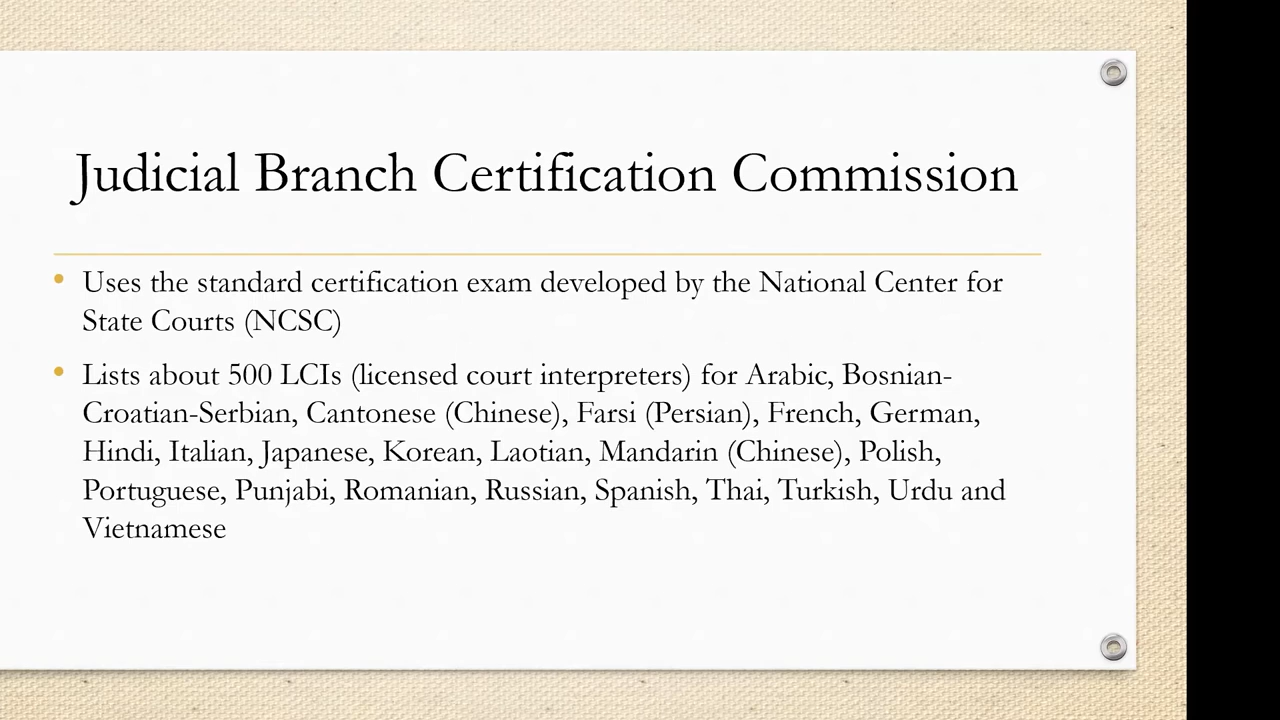 Judicial Branch Certification Commission
• Uses the standard certification exam developed by the National Center for
State Courts (NCSC)
• Lists about 500 LCIs (licensed court interpreters) for Arabic, Bosnian-
Croatian-Serbian, Cantonese (Chinese), Farsi (Persian), French, German,
Hindi, Italian, Japanese, Korean, Laotian, Mandarin (Chinese), Polish,
Portuguese, Punjabi, Romanian, Russian, Spanish, Thai, Turkish, Urdu and
Vietnamese